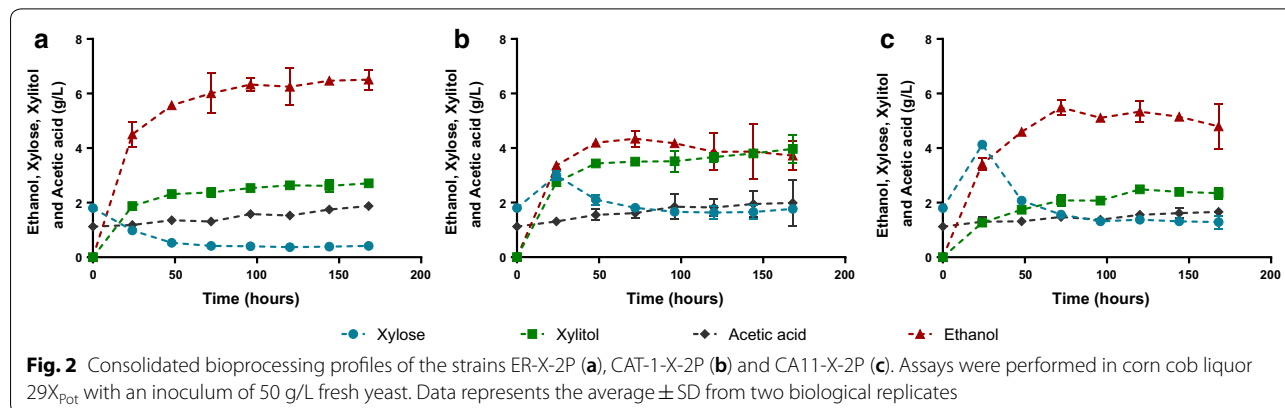 a
b
c
Ethanol, Xylose, Xylitol
and Acetic acid (g/L)
8
6
4
2
0
0
50
100
150
200
Time (hours)
Ethanol, Xylose, Xylitol
and Acetic acid (g/L)
8
6
4
2
0
0
50
100
150
200
Time (hours)
Ethanol, Xylose, Xylitol
and Acetic acid (g/L)
8
6
4
2
0
0
50
100
150
200
Time (hours)
Xylose Xylitol Acetic acid Ethanol
Fig. 2 Consolidated bioprocessing profiles of the strains ER-X-2P (a), CAT-1-X-2P (b) and CA11-X-2P (c). Assays were performed in corn cob liquor
29XPot with an inoculum of 50 g/L fresh yeast. Data represents the average ± SD from two biological replicates